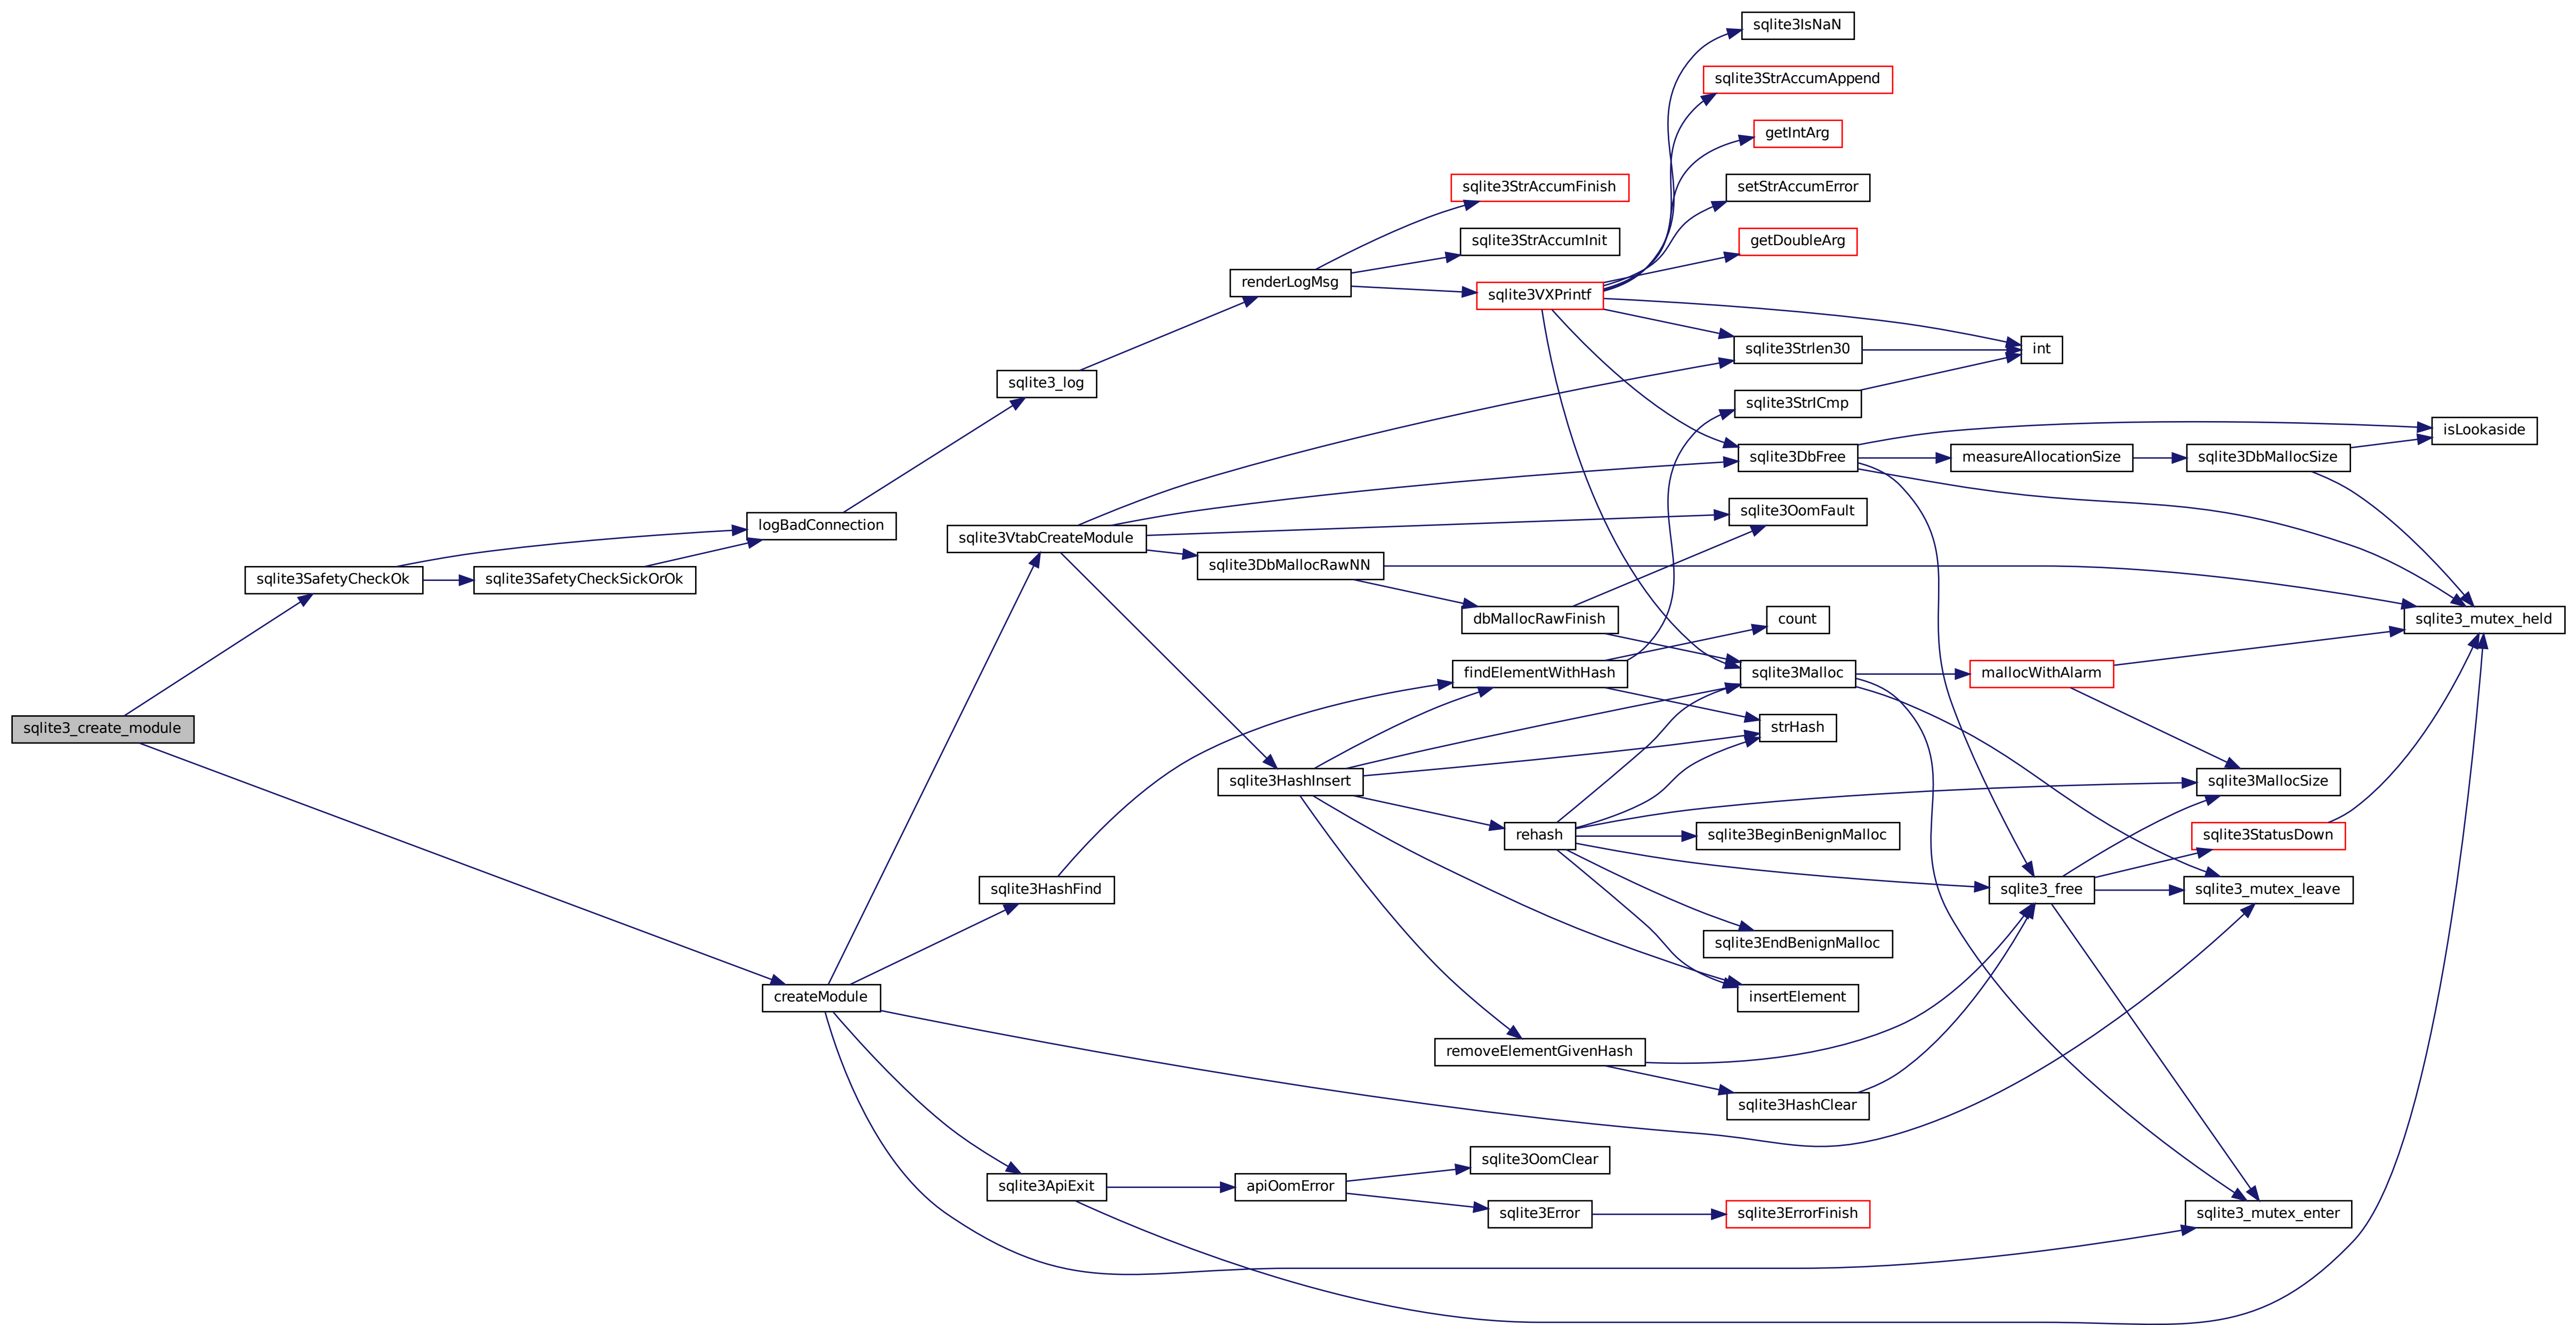 sqlite3IsNaN
sqlite3StrAccumAppend
getIntArg
sqlite3StrAccumFinish
setStrAccumError
sqlite3StrAccumInit
getDoubleArg
renderLogMsg
sqlite3VXPrintf
sqlite3Strlen30
int
sqlite3_log
sqlite3StrICmp
isLookaside
sqlite3DbFree
measureAllocationSize
sqlite3DbMallocSize
sqlite3OomFault
logBadConnection
sqlite3VtabCreateModule
sqlite3DbMallocRawNN
sqlite3SafetyCheckOk
sqlite3SafetyCheckSickOrOk
dbMallocRawFinish
count
sqlite3_mutex_held
findElementWithHash
sqlite3Malloc
mallocWithAlarm
sqlite3_create_module
strHash
sqlite3HashInsert
sqlite3MallocSize
rehash
sqlite3BeginBenignMalloc
sqlite3StatusDown
sqlite3HashFind
sqlite3_free
sqlite3_mutex_leave
sqlite3EndBenignMalloc
createModule
insertElement
removeElementGivenHash
sqlite3HashClear
sqlite3OomClear
sqlite3ApiExit
apiOomError
sqlite3Error
sqlite3ErrorFinish
sqlite3_mutex_enter